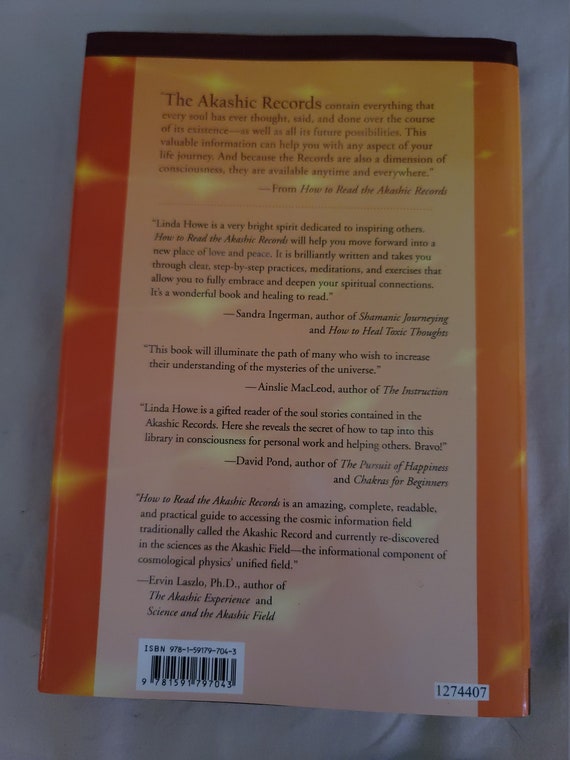 "The Akashic Records contain everything that
every soul has ever thought, said, and done over the course
of its existence—as well as all its future possibilities. This
valuable information can help you with any aspect of your
life journey. And because the Records are also a dimension of
consciousness, they are available anytime and everywhere."
—From How to Read the Akashic Records
"Linda Howe is a very bright spirit dedicated to inspiring others.
How to Read the Akashic Records will help you move forward into a
new place of love and peace. It is brilliantly written and takes you
through clear, step-by-step practices, meditations, and exercises that
allow you to fully embrace and deepen your spiritual connections.
It's a wonderful book and healing to read."
—Sandra Ingerman, author of Shamanic Journeying
and How to Heal Toxic Thoughts
"This book will illuminate the path of many who wish to increase
their understanding of the mysteries of the universe."
—Ainslie MacLeod, author of The Instruction
"Linda Howe is a gifted reader of the soul stories contained in the
Akashic Records. Here she reveals the secret of how to tap into this
library in consciousness for personal work and helping others. Bravo!"
—David Pond, author of The Pursuit of Happiness
and Chakras for Beginners
"How to Read the Akashic Records is an amazing, complete, readable,
and practical guide to accessing the cosmic information field
traditionally called the Akashic Record and currently re-discovered
in the sciences as the Akashic Field—the informational component of
cosmological physics' unified field."
—Ervin Laszlo, Ph.D., author of
The Akashic Experience and
Science and the Akashic Field
ISBN 978-1-59179-704-3
9 781591 797043
1274407